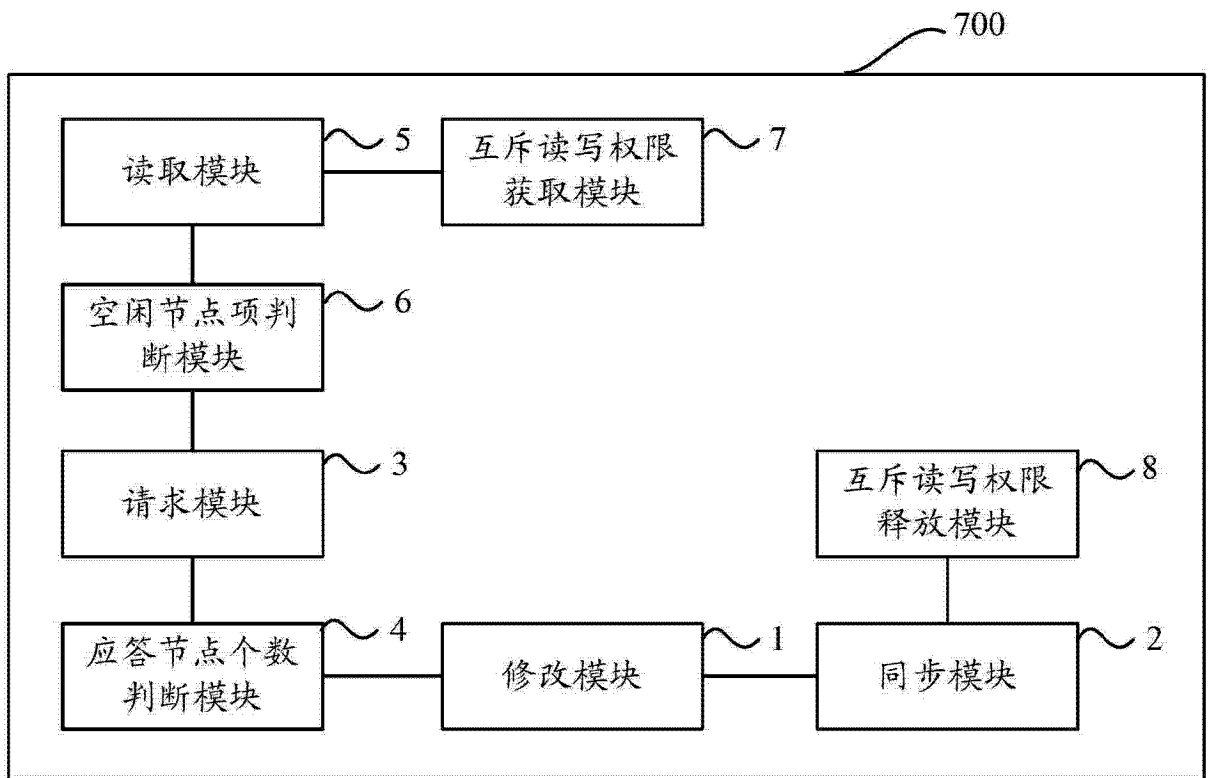 700
读取模块
5
互斥读写权限
获取模块
7
空闲节点项判
断模块
6
请求模块
3
互斥读写权限
释放模块
8
应答节点个数
判断模块
4
修改模块
1
同步模块
2